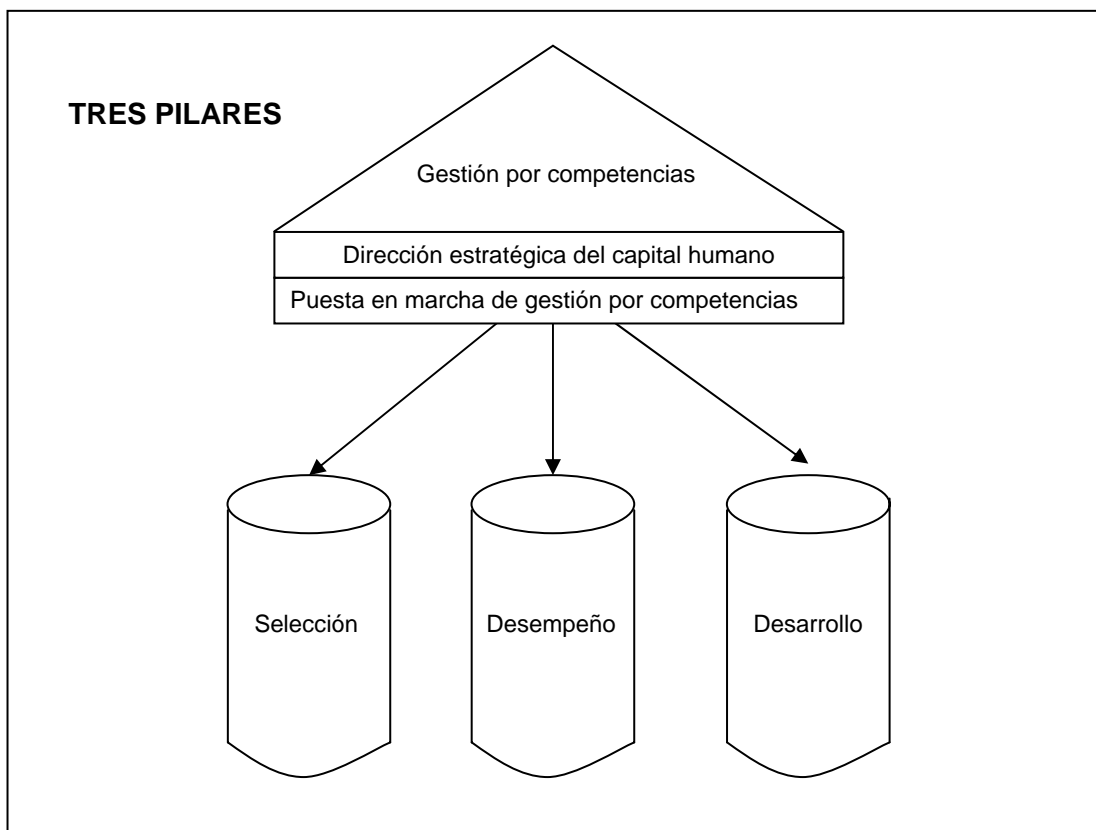 TRES PILARES
Gestión por competencias
Dirección estratégica del capital humano
Puesta en marcha de gestión por competencias
Selección
Desempeño
Desarrollo